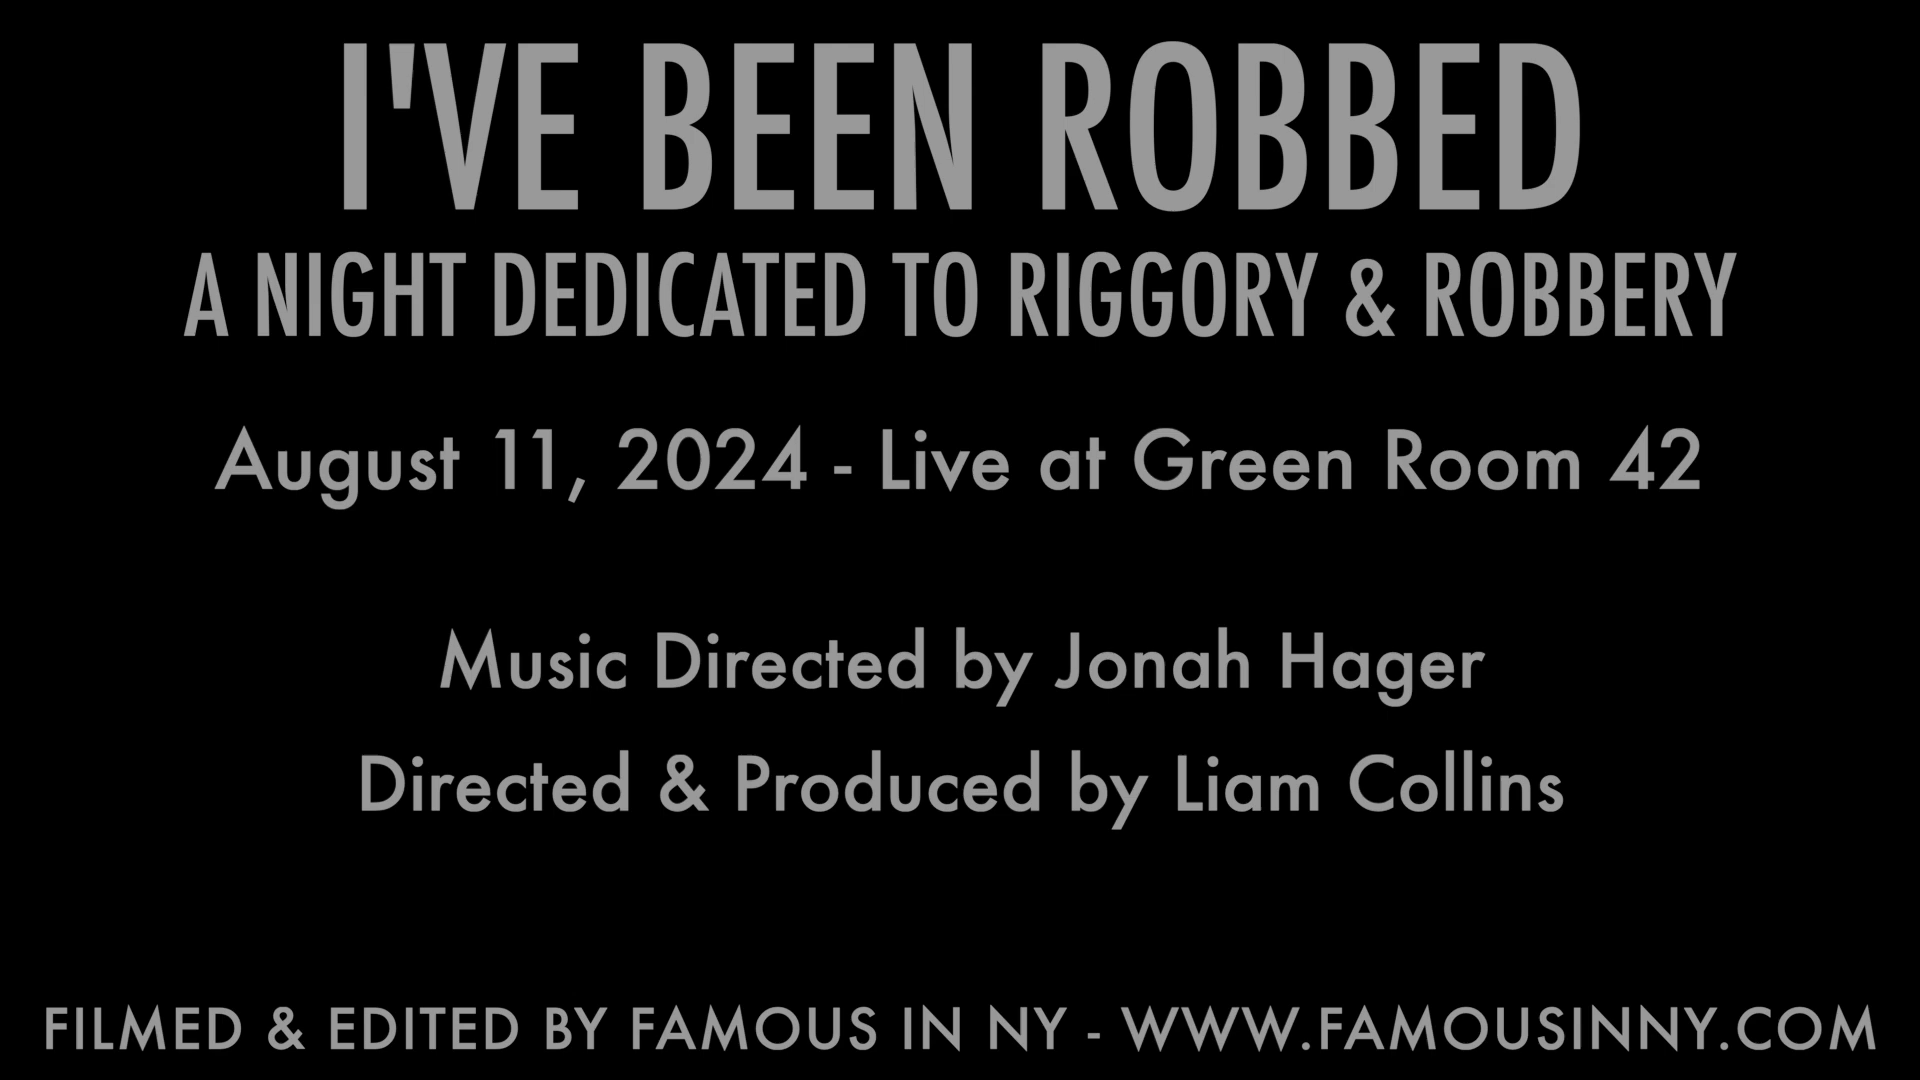 I'VE BEEN ROBBED
A NIGHT DEDICATED TO RIGGORY & ROBBERY
August 11, 2024 - Live at Green Room 42
Music Directed by Jonah Hager
Directed & Produced by Liam Collins
FILMED & EDITED BY FAMOUS IN NY - WWW.FAMOUSINNY.COM